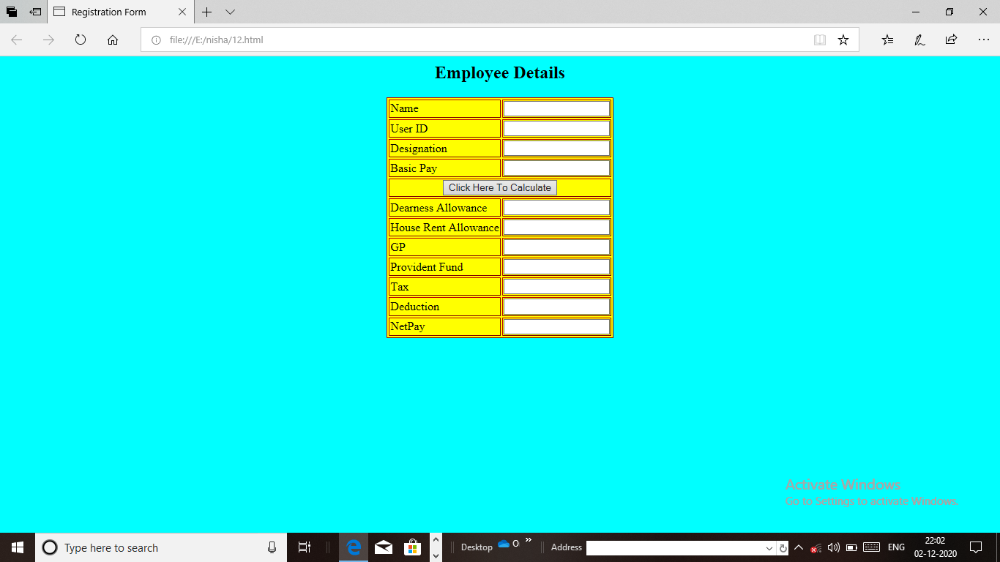 Registration Form
file:///E:/nisha/12.html
Employee Details
Name
User ID
Designation
Basic Pay
Click Here To Calculate
Dearness Allowance
House Rent Allowance
GP
Provident Fund
Tax
Deduction
NetPay
Activate Windows
Go to Settings to activate Windows.
Type here to search
Desktop
Address
ENG
22:02
02-12-2020